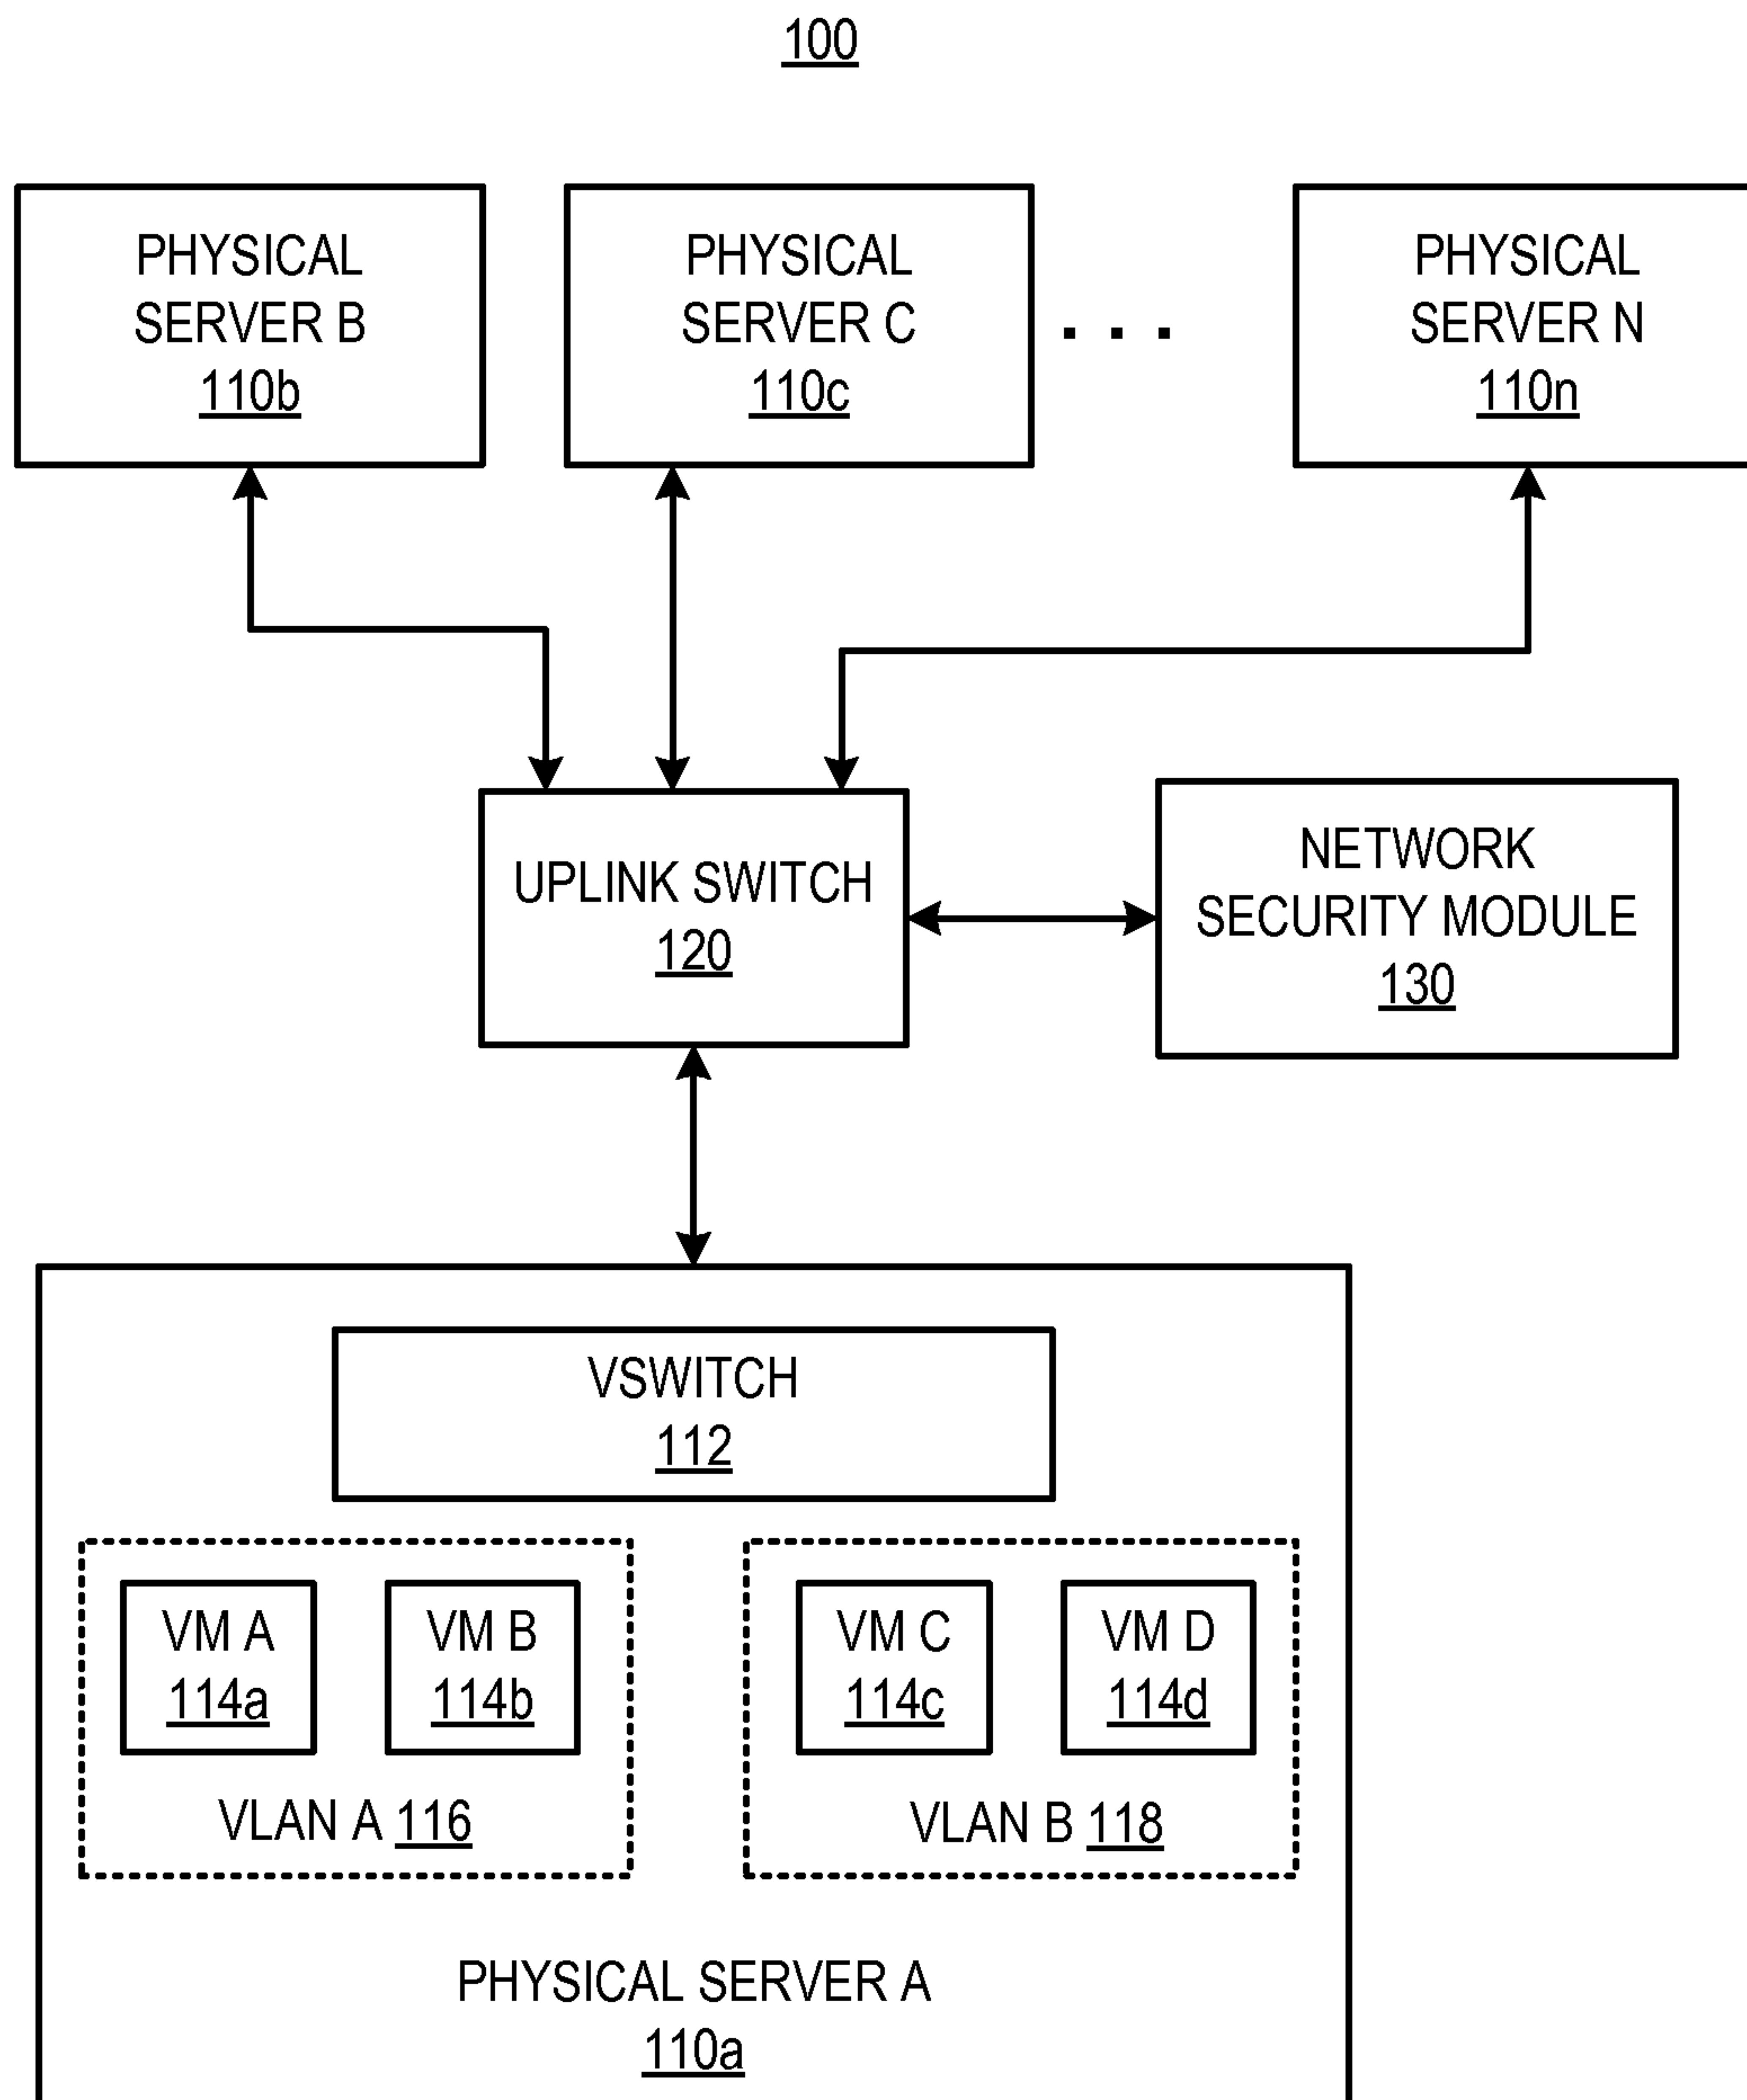 100
PHYSICAL
SERVER B
110b
PHYSICAL
SERVER C
110c
. . .
PHYSICAL
SERVER N
110n
UPLINK SWITCH
120
NETWORK
SECURITY MODULE
130
VSWITCH
112
VM A
114a
VM B
114b
VLAN A 116
VM C
114c
VM D
114d
VLAN B 118
PHYSICAL SERVER A
110a